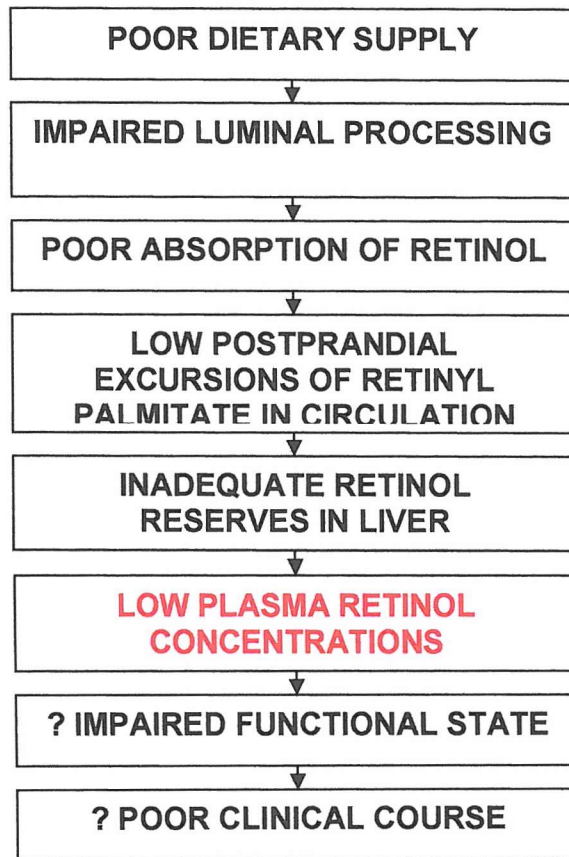 POOR DIETARY SUPPLY
IMPAIRED LUMINAL PROCESSING
POOR ABSORPTION OF RETINOL
LOW POSTPRANDIAL
EXCURSIONS OF RETINYL
PALMITATE IN CIRCULATION
INADEQUATE RETINOL
RESERVES IN LIVER
LOW PLASMA RETINOL
CONCENTRATIONS
? IMPAIRED FUNCTIONAL STATE
? POOR CLINICAL COURSE